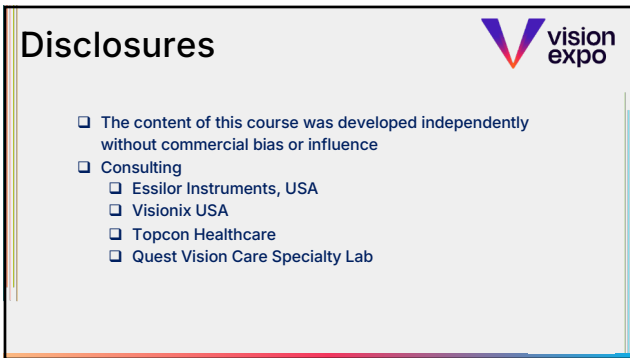 Disclosures
vision
expo
❑ The content of this course was developed independently
without commercial bias or influence
❑ Consulting
❑ Essilor Instruments, USA
❑ Visionix USA
❑ Topcon Healthcare
❑ Quest Vision Care Specialty Lab